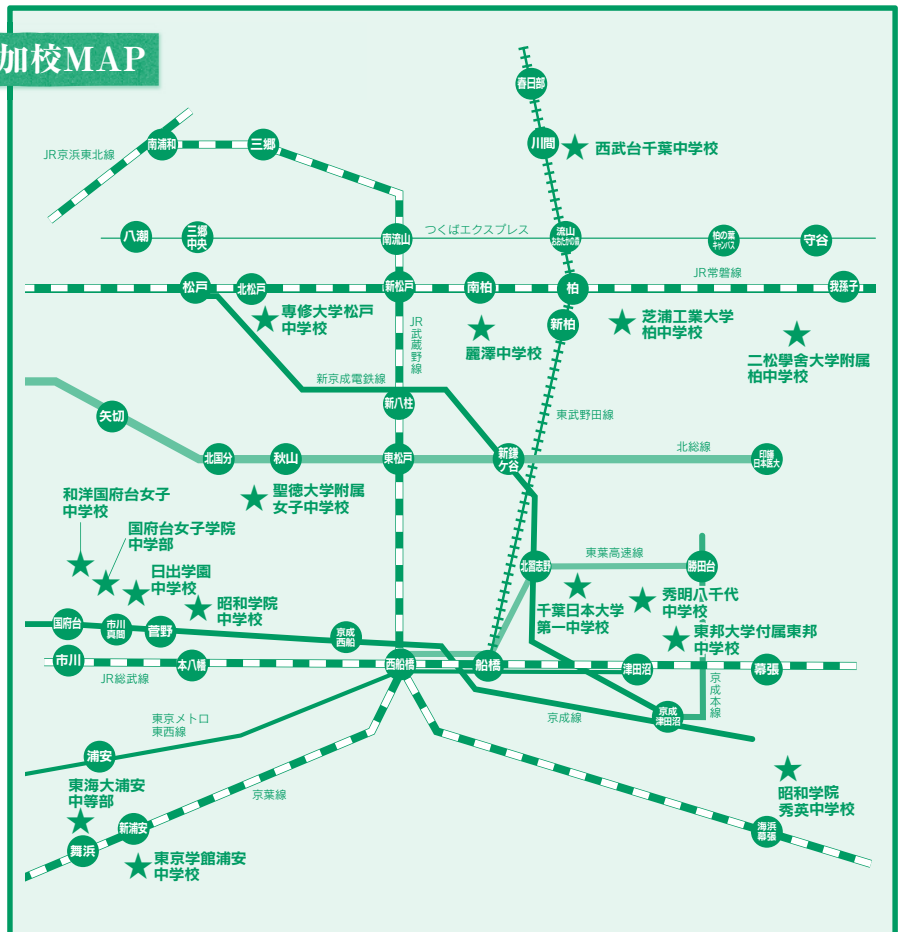 加校MAP
春日部
JR京浜東北線
南浦和
三郷
川間
西武台千葉中学校
八潮
三郷
中央
南流山
つくばエクスプレス
流山
おおたかの森
柏の葉
キャンパス
守谷
JR常磐線
松戸
北松戸
新松戸
南柏
柏
我孫子
専修大学松戸
中学校
JR武蔵野線
麗澤中学校
新柏
芝浦工業大学
柏中学校
二松學舍大学附属
柏中学校
新京成電鉄線
新八柱
東武野田線
矢切
北国分
秋山
東松戸
新鎌
ケ谷
北総線
印旛
日本医大
聖徳大学附属
女子中学校
和洋国府台女子
中学校
国府台女子学院
中学部
日出学園
中学校
昭和学院
中学校
北習志野
東葉高速線
勝田台
千葉日本大学
第一中学校
秀明八千代
中学校
東邦大学付属東邦
中学校
国府台
市川
真間
菅野
京成
西船
市川
本八幡
西船橋
船橋
津田沼
幕張
JR総武線
京成本線
東京メトロ
東西線
京成線
京成
津田沼
浦安
東海大浦安
中等部
京葉線
昭和学院
秀英中学校
舞浜
新浦安
海浜
幕張
東京学館浦安
中学校